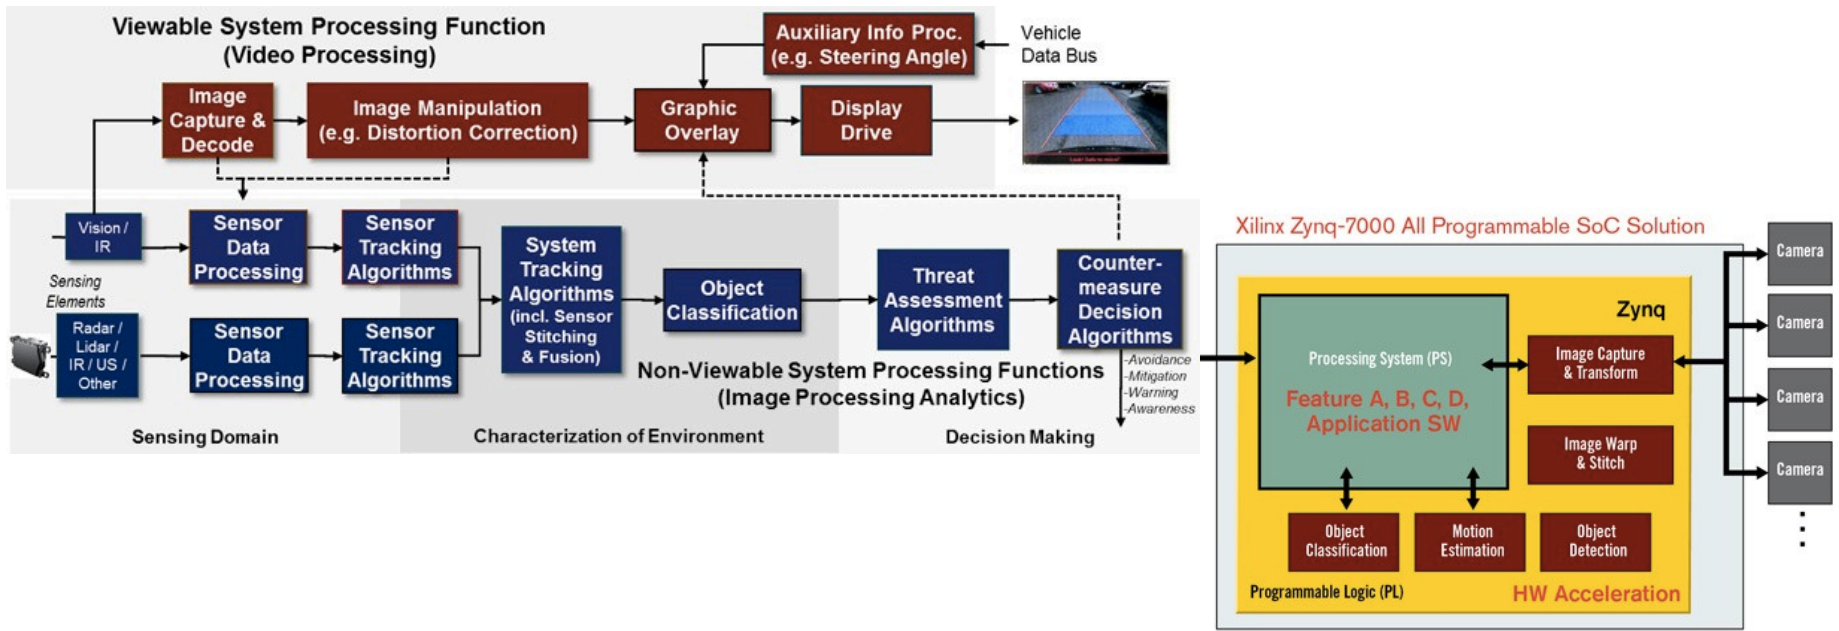 Viewable System Processing Function
(Video Processing)
Auxiliary Info Proc.
(e.g. Steering Angle)
Vehicle
Data Bus
Image
Capture &
Decode
Image Manipulation
(e.g. Distortion Correction)
Graphic
Overlay
Display
Drive
Vision /
IR
Sensor
Data
Processing
Sensor
Tracking
Algorithms
Sensing
Elements
Radar /
Lidar /
IR / US /
Other
Sensor
Data
Processing
Sensor
Tracking
Algorithms
System
Tracking
Algorithms
(incl. Sensor
Stitching
& Fusion)
Object
Classification
Threat
Assessment
Algorithms
Counter-
measure
Decision
Algorithms
-Avoidance
-Mitigation
-Warning
-Awareness
Non-Viewable System Processing Functions
(Image Processing Analytics)
Sensing Domain
Characterization of Environment
Decision Making
Xilinx Zynq-7000 All Programmable SoC Solution
Zynq
Processing System (PS)
Feature A, B, C, D,
Application SW
Image Capture
& Transform
Image Warp
& Stitch
Object
Classification
Motion
Estimation
Object
Detection
Programmable Logic (PL)
HW Acceleration
Camera
Camera
Camera
Camera